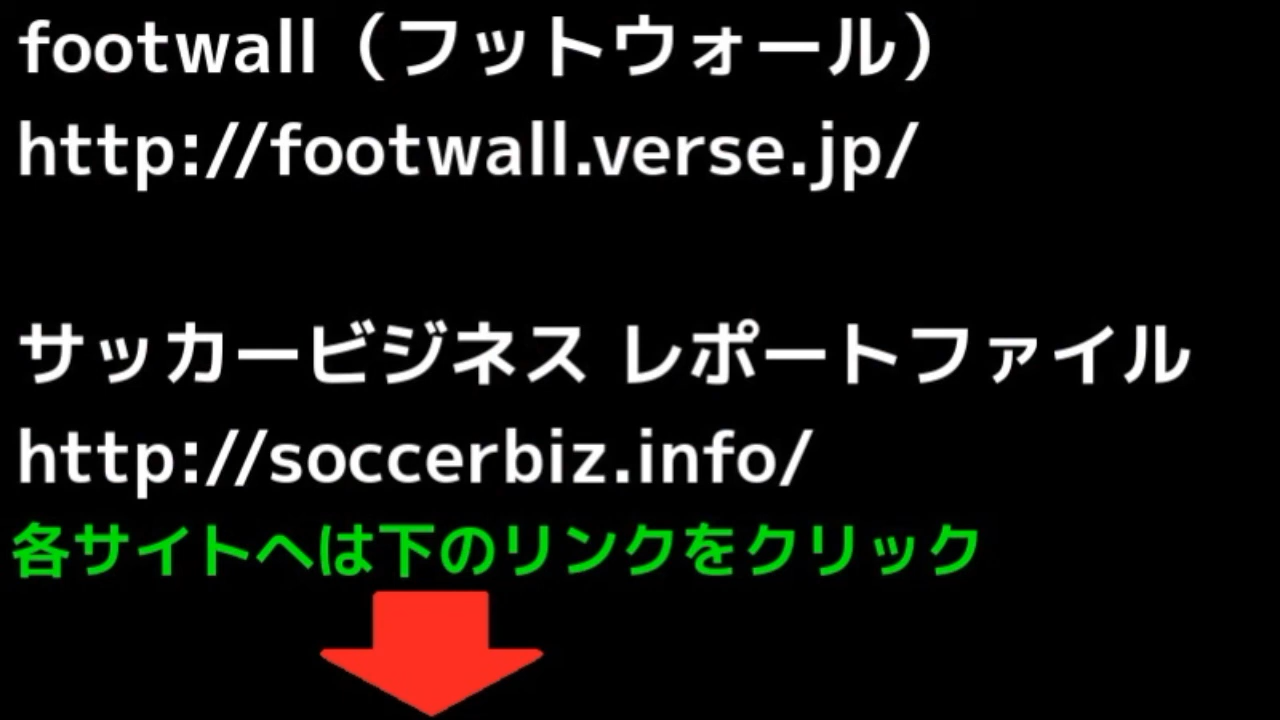 footwall（フットウォール）
http://footwall.verse.jp/
サッカービジネス レポートファイル
http://soccerbiz.info/
各サイトへは下のリンクをクリック